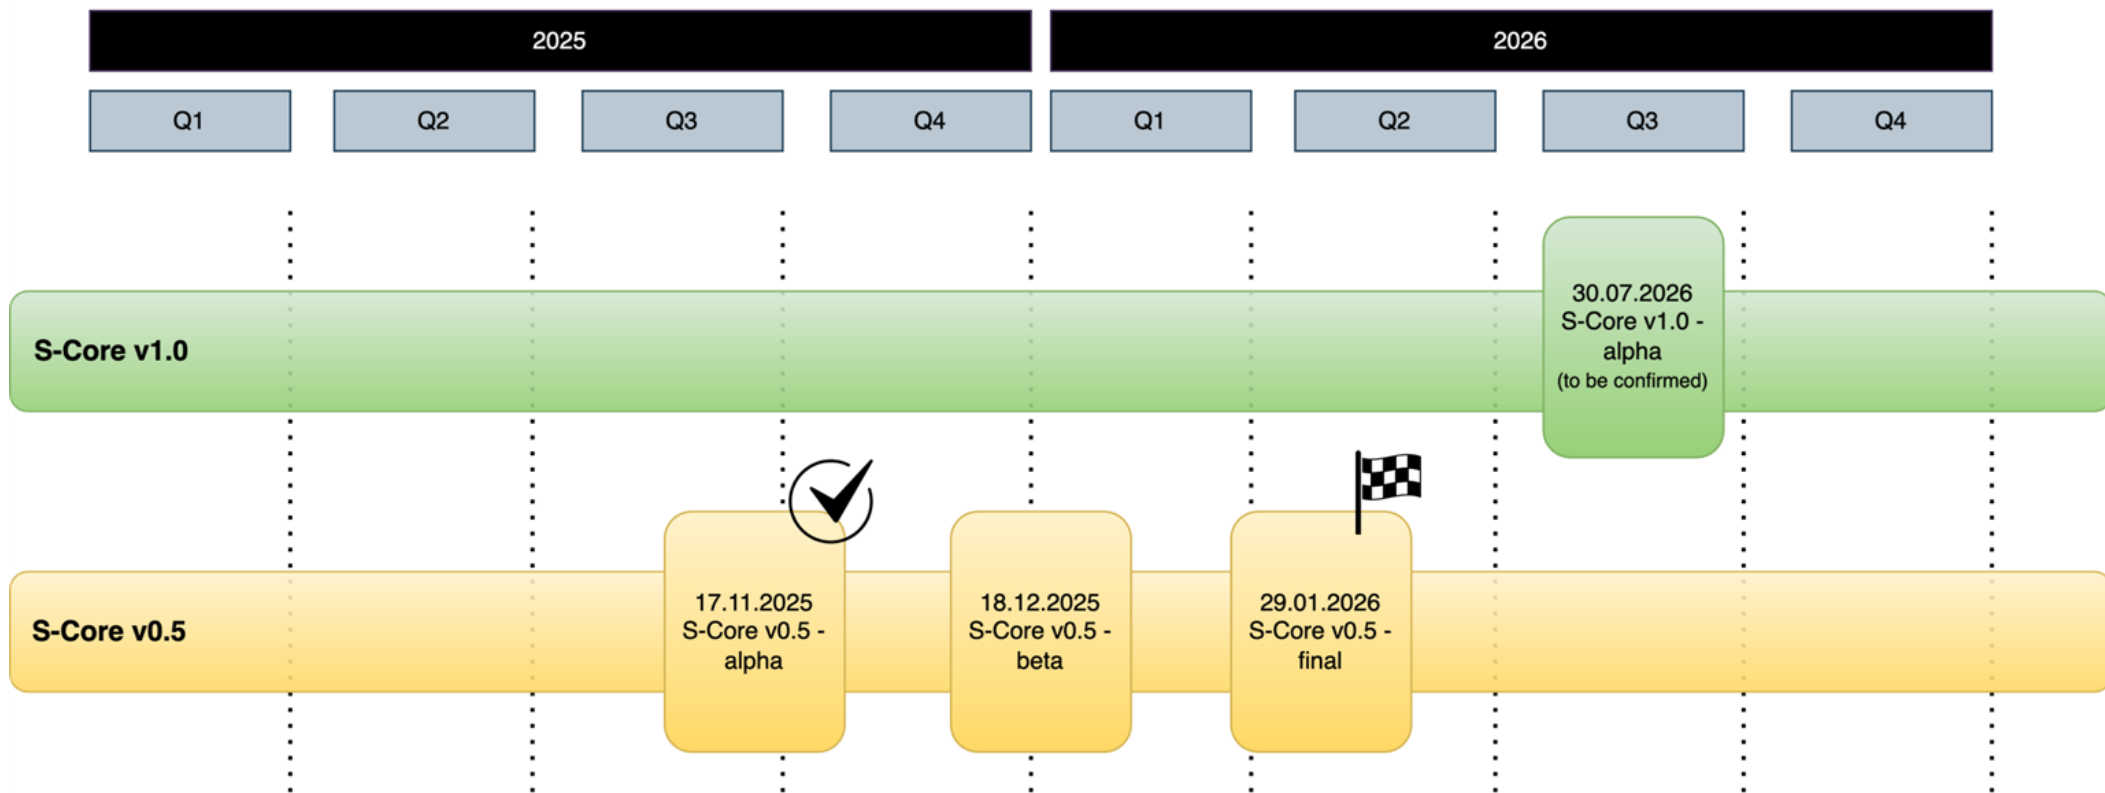 2025
2026
Q1
Q2
Q3
Q4
Q1
Q2
Q3
Q4
S-Core v1.0
30.07.2026
S-Core v1.0 -
alpha
(to be confirmed)
S-Core v0.5
17.11.2025
S-Core v0.5 -
alpha
18.12.2025
S-Core v0.5 -
beta
29.01.2026
S-Core v0.5 -
final